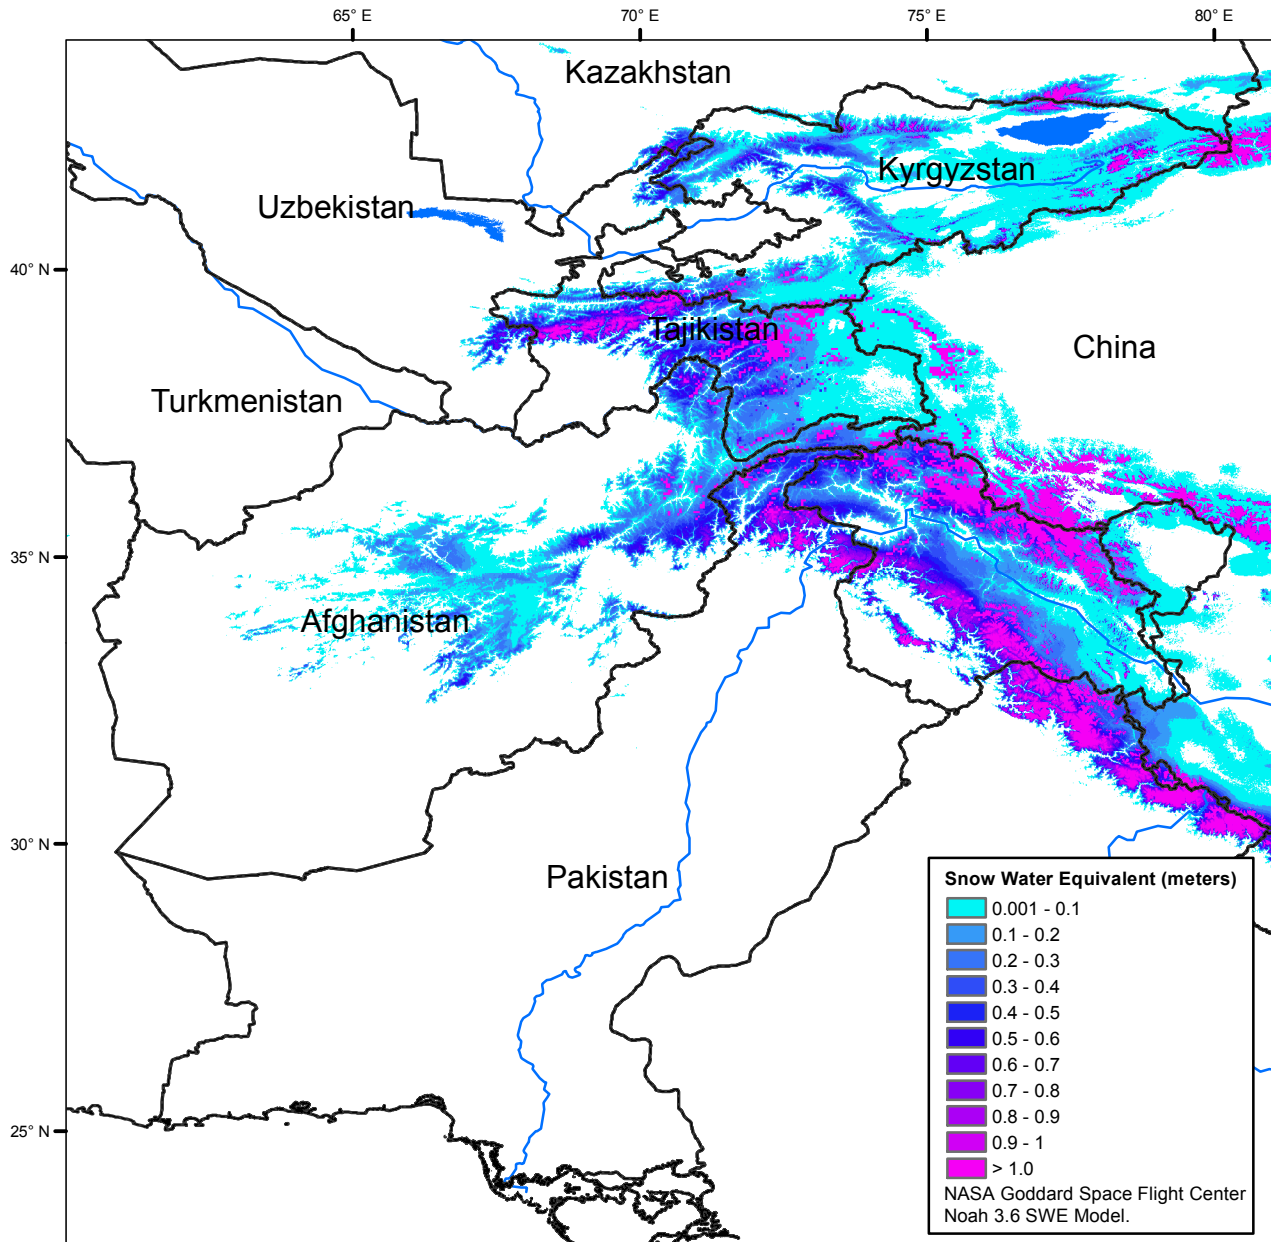 65° E
70° E
75° E
80° E
Kazakhstan
Kyrgyzstan
Uzbekistan
40° N
Tajikistan
China
Turkmenistan
35° N
Afghanistan
30° N
Pakistan
25° N
Snow Water Equivalent (meters)
0.001 - 0.1
0.1 - 0.2
0.2 - 0.3
0.3 - 0.4
0.4 - 0.5
0.5 - 0.6
0.6 - 0.7
0.7 - 0.8
0.8 - 0.9
0.9 - 1
> 1.0
NASA Goddard Space Flight Center
Noah 3.6 SWE Model.